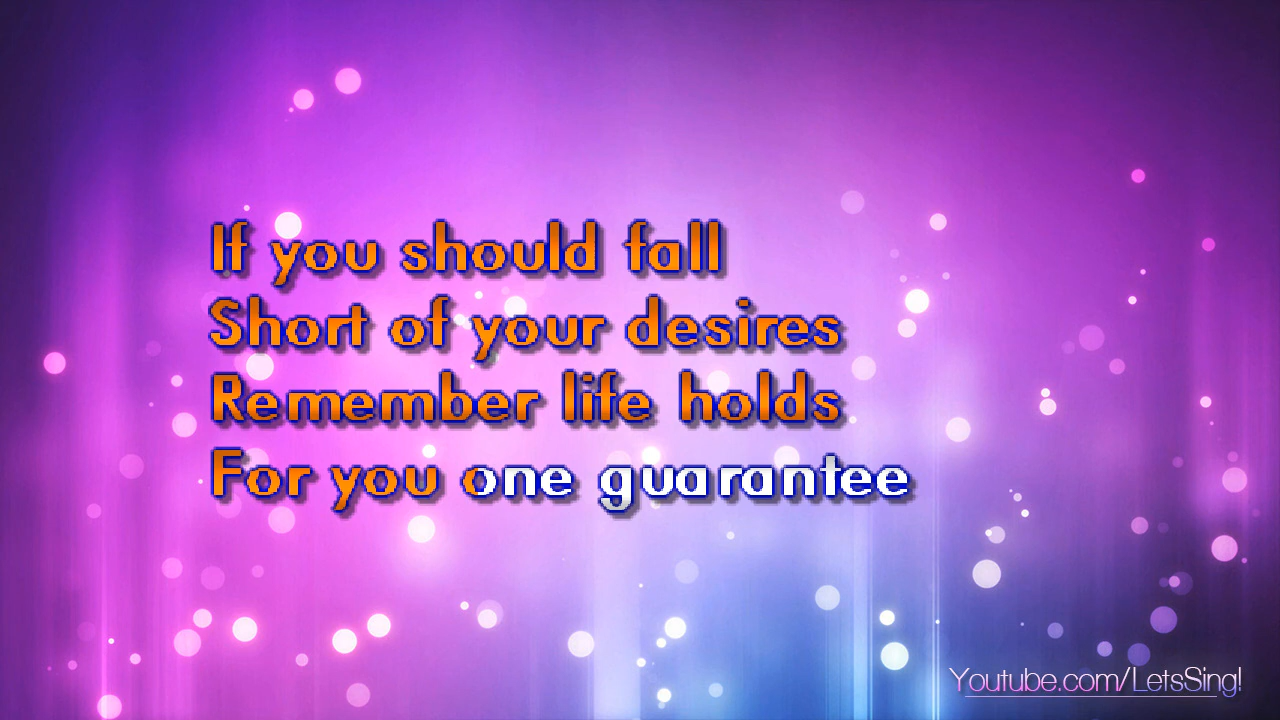 If you should fall
Short of your desires
Remember life holds
For you one guarantee
Youtube.com/LetsSing!